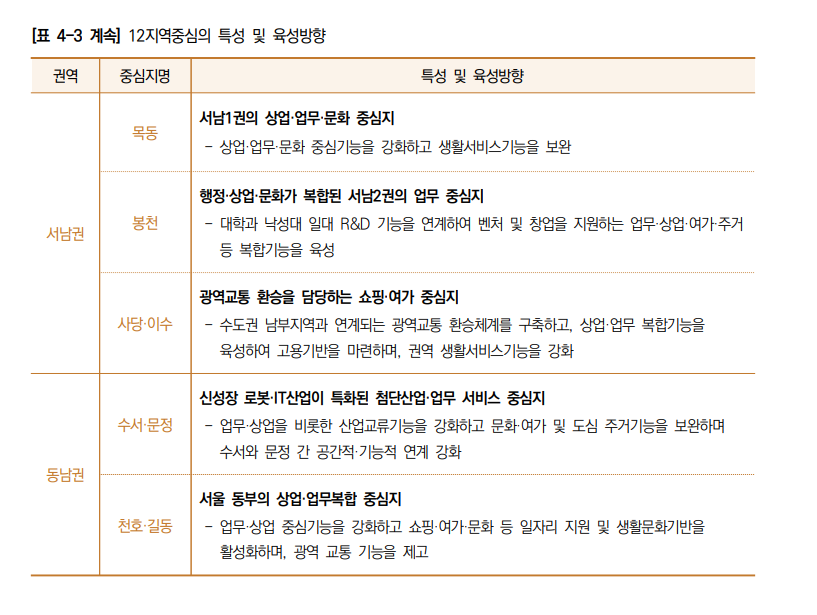 [표 4-3 계속] 12지역중심의 특성 및 육성방향
권역 중심지명 특성 및 육성방향
서남권
목동
서남1권의 상업·업무·문화 중심지
- 상업·업무·문화 중심기능을 강화하고 생활서비스기능을 보완
봉천
행정·상업·문화가 복합된 서남2권의 업무 중심지
- 대학과 낙성대 일대 R&D 기능을 연계하여 벤처 및 창업을 지원하는 업무·상업·여가·주거
등 복합기능을 육성
사당·이수
광역교통 환승을 담당하는 쇼핑·여가 중심지
- 수도권 남부지역과 연계되는 광역교통 환승체계를 구축하고, 상업·업무 복합기능을
육성하여 고용기반을 마련하며, 권역 생활서비스기능을 강화
동남권
수서·문정
신성장 로봇·IT산업이 특화된 첨단산업·업무 서비스 중심지
- 업무·상업을 비롯한 산업교류기능을 강화하고 문화·여가 및 도심 주거기능을 보완하며
수서와 문정 간 공간적·기능적 연계 강화
천호·길동
서울 동부의 상업·업무복합 중심지
- 업무·상업 중심기능을 강화하고 쇼핑·여가·문화 등 일자리 지원 및 생활문화기반을
활성화하며, 광역 교통 기능을 제고